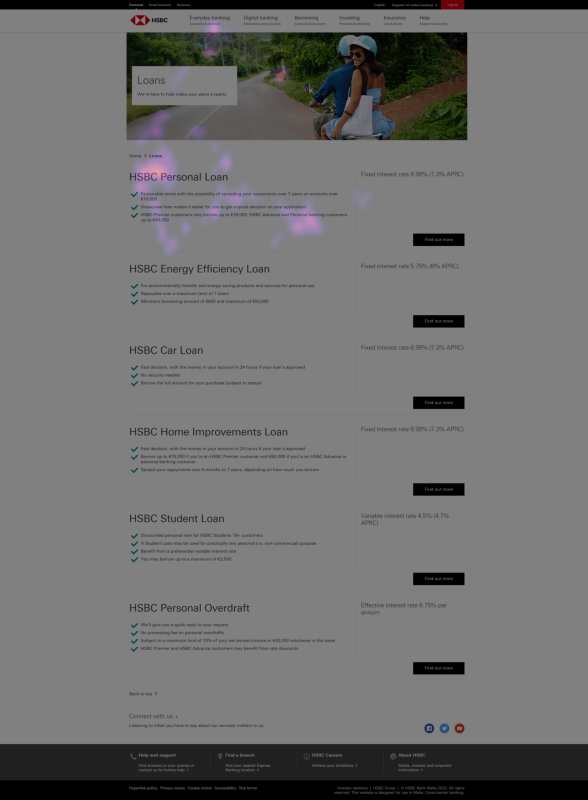 Personal
Small business
Business
English
Register for online banking
Log on
HSBC
Everyday banking
Accounts & services
Digital banking
Borrowing
Investing
Insurance
Help
Support & security
Loans
We're here to help make your plans a reality.
Home > Loans
HSBC Personal Loan
Fixed interest rate 6.99% (7.3% APRC)
Favourable terms with the possibility of spreading your repayments over 7 years on amounts over
Unsecured loan makes it easier for you to get a quick decision on your application
HSBC Premier customers may borrow up to €70,000; HSBC Advance and Personal banking customers
up to €50,000
Find out more
HSBC Energy Efficiency Loan
Fixed interest rate 5.75% (6% APRC)
For environmentally friendly and energy-saving products and services for personal use
Repayable over a maximum term of 7 years
Minimum borrowing amount of €600 and maximum of €50,000
Find out more
HSBC Car Loan
Fixed interest rate 6.99% (7.3% APRC)
Fast decision, with the money in your account in 24 hours if your loan's approved
No security needed
Borrow the full amount for your purchase (subject to status)
Find out more
HSBC Home Improvements Loan
Fixed interest rate 6.99% (7.3% APRC)
Fast decision, with the money in your account in 24 hours if your loan's approved
Borrow up to €70,000 if you're an HSBC Premier customer and €50,000 if you're an HSBC Advance or
personal banking customer
Spread your repayments over 6 months to 7 years, depending on how much you borrow
Find out more
HSBC Student Loan
Variable interest rate 4.5% (4.7%
APRC)
Discounted personal loan for HSBC Students 18+ customers
A Student Loan may be used for practically any personal (i.e. non-commercial) purpose
Benefit from a preferential variable interest rate
You may borrow up to a maximum of €3,500
Find out more
HSBC Personal Overdraft
Effective interest rate 6.75% per
annum
We'll give you a quick reply to your request
No processing fee on personal overdrafts
Subject to a maximum limit of 10% of your net annual income or €50,000 whichever is the lower
HSBC Premier and HSBC Advance customers may benefit from rate discounts
Find out more
Back to top
Connect with us >
Listening to what you have to say about our services matters to us.
Help and support
Find answers to your queries or
contact us for further help >
Find a branch
And your nearest Express
Banking location >
HSBC Careers
Achieve your ambitions >
About HSBC
Media, investor and corporate
information >
Hyperlink policy Privacy notice Cookie notice Accessibility Site terms
Investor relations | HSBC Group | © HSBC Bank Malta 2023. All rights
reserved. This website is designed for use in Malta. Cross-border banking.